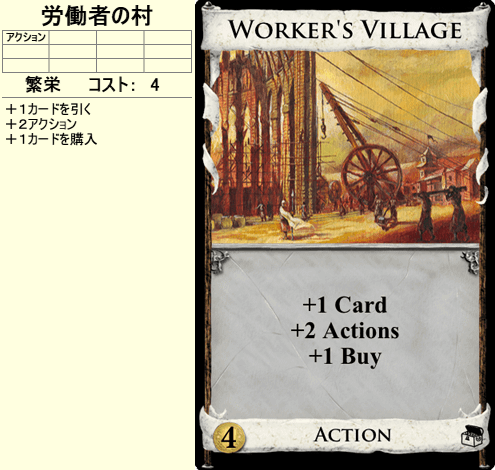 労働者の村
アクション
繁栄　コスト：　4
＋１カードを引く
＋２アクション
＋１カードを購入
WORKER'S VILLAGE
+1 Card
+2 Actions
+1 Buy
4
ACTION